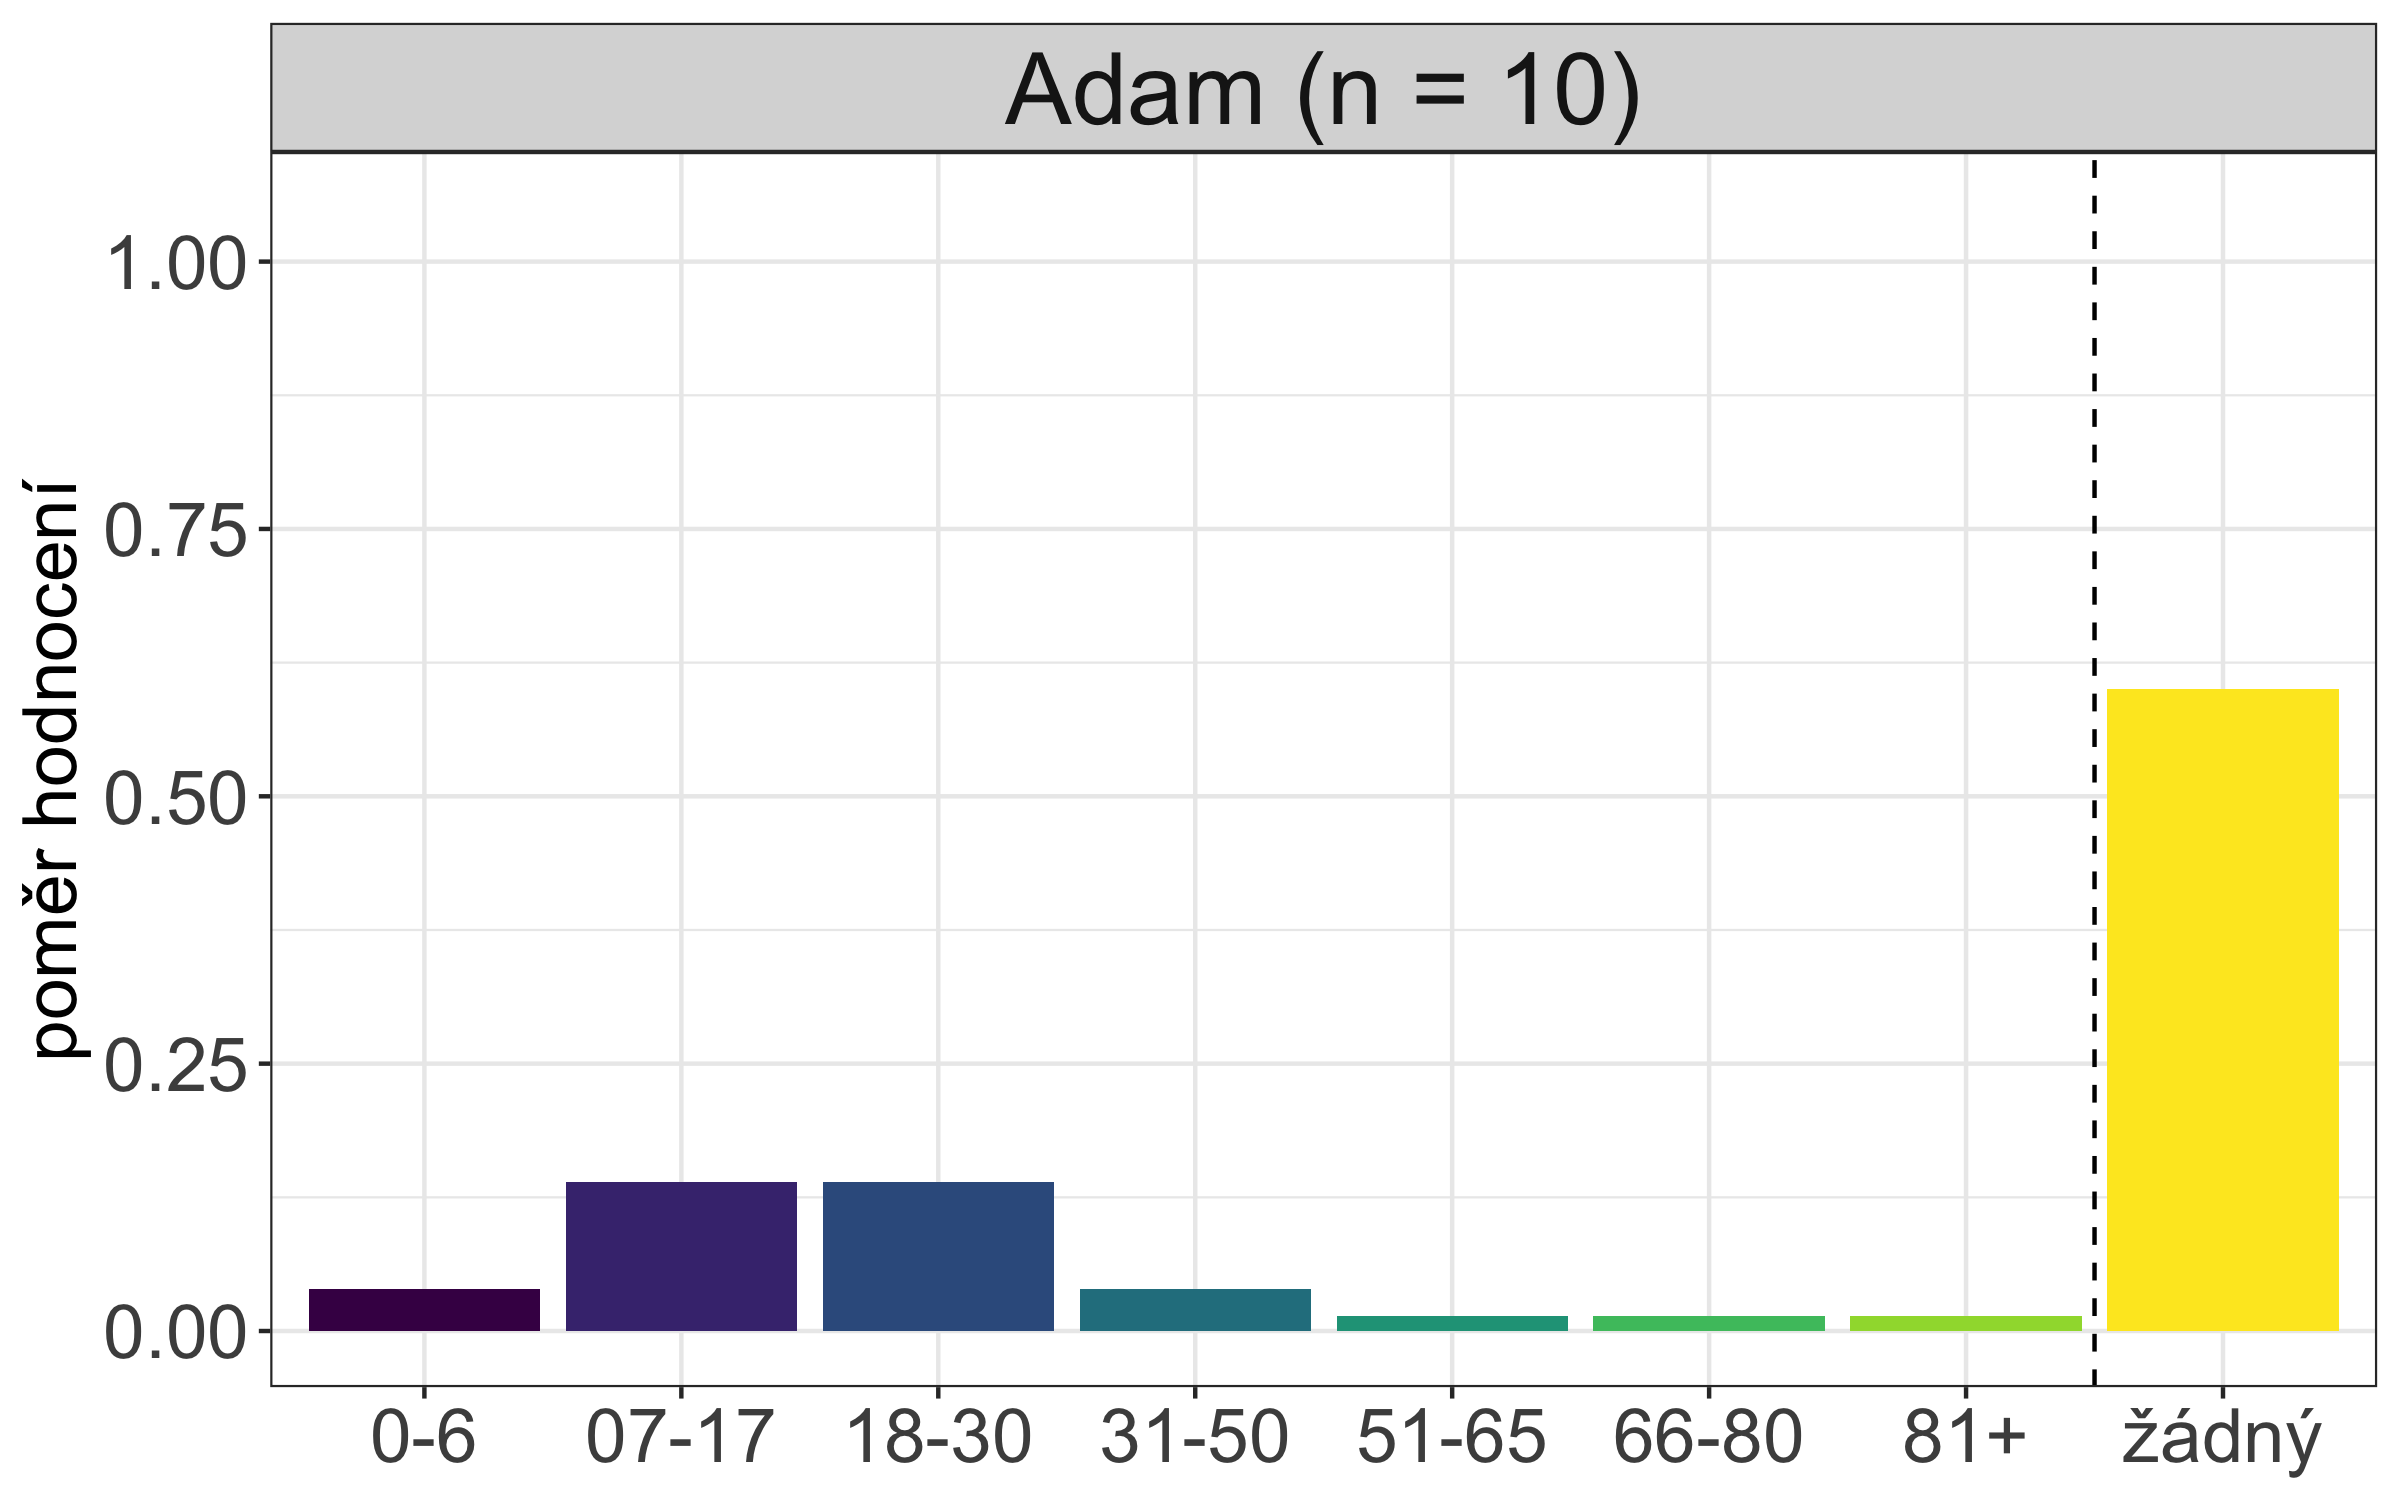 Adam (n = 10)
poměr hodnocení
1.00
0.75
0.50
0.25
0.00
0-6 07-17 18-30 31-50 51-65 66-80 81+ žádný